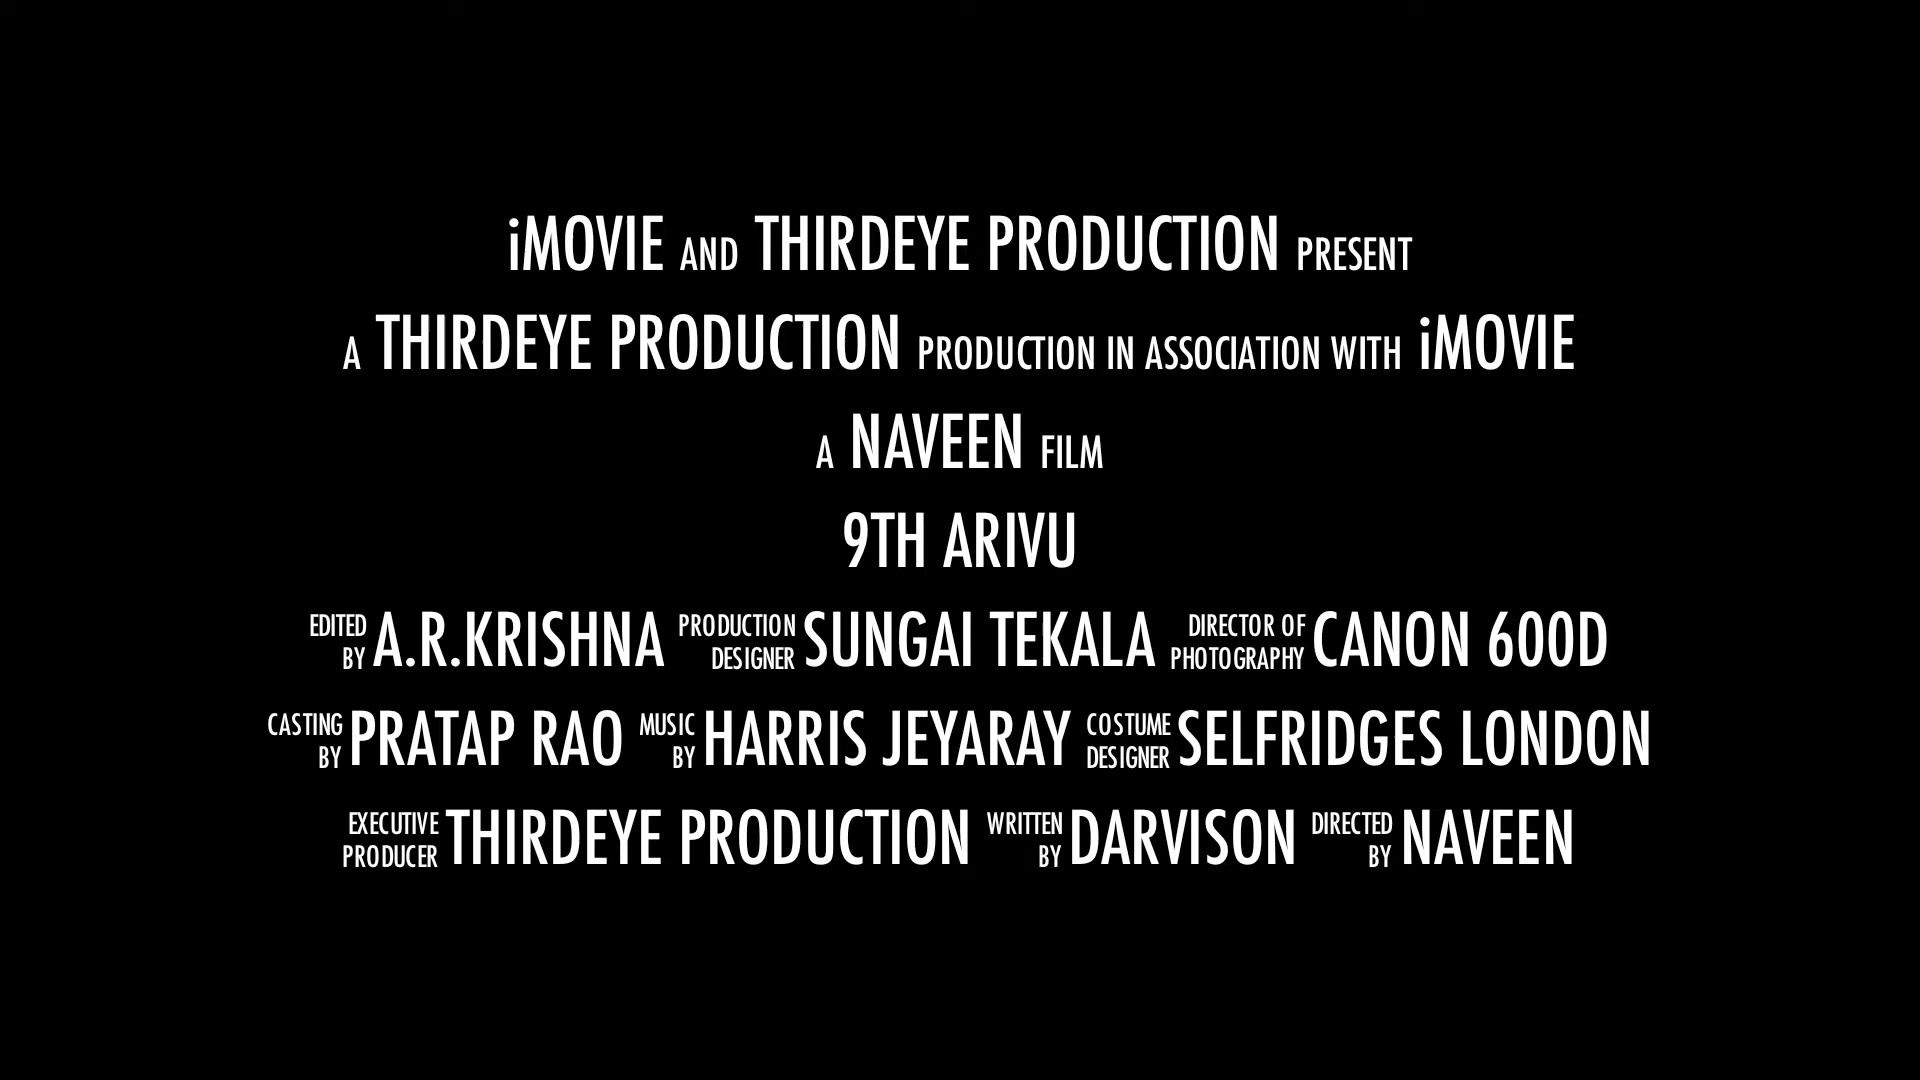 iMOVIE AND THIRDEYE PRODUCTION PRESENT
A THIRDEYE PRODUCTION PRODUCTION IN ASSOCIATION WITH iMOVIE
A NAVEEN FILM
9TH ARIVU
EDITED BY A.R.KRISHNA PRODUCTION DESIGNER SUNGAI TEKALA DIRECTOR OF PHOTOGRAPHY CANON 600D
CASTING BY PRATAP RAO MUSIC BY HARRIS JEYARAY COSTUME DESIGNER SELFRIDGES LONDON
EXECUTIVE PRODUCER THIRDEYE PRODUCTION WRITTEN BY DARVISON DIRECTED BY NAVEEN